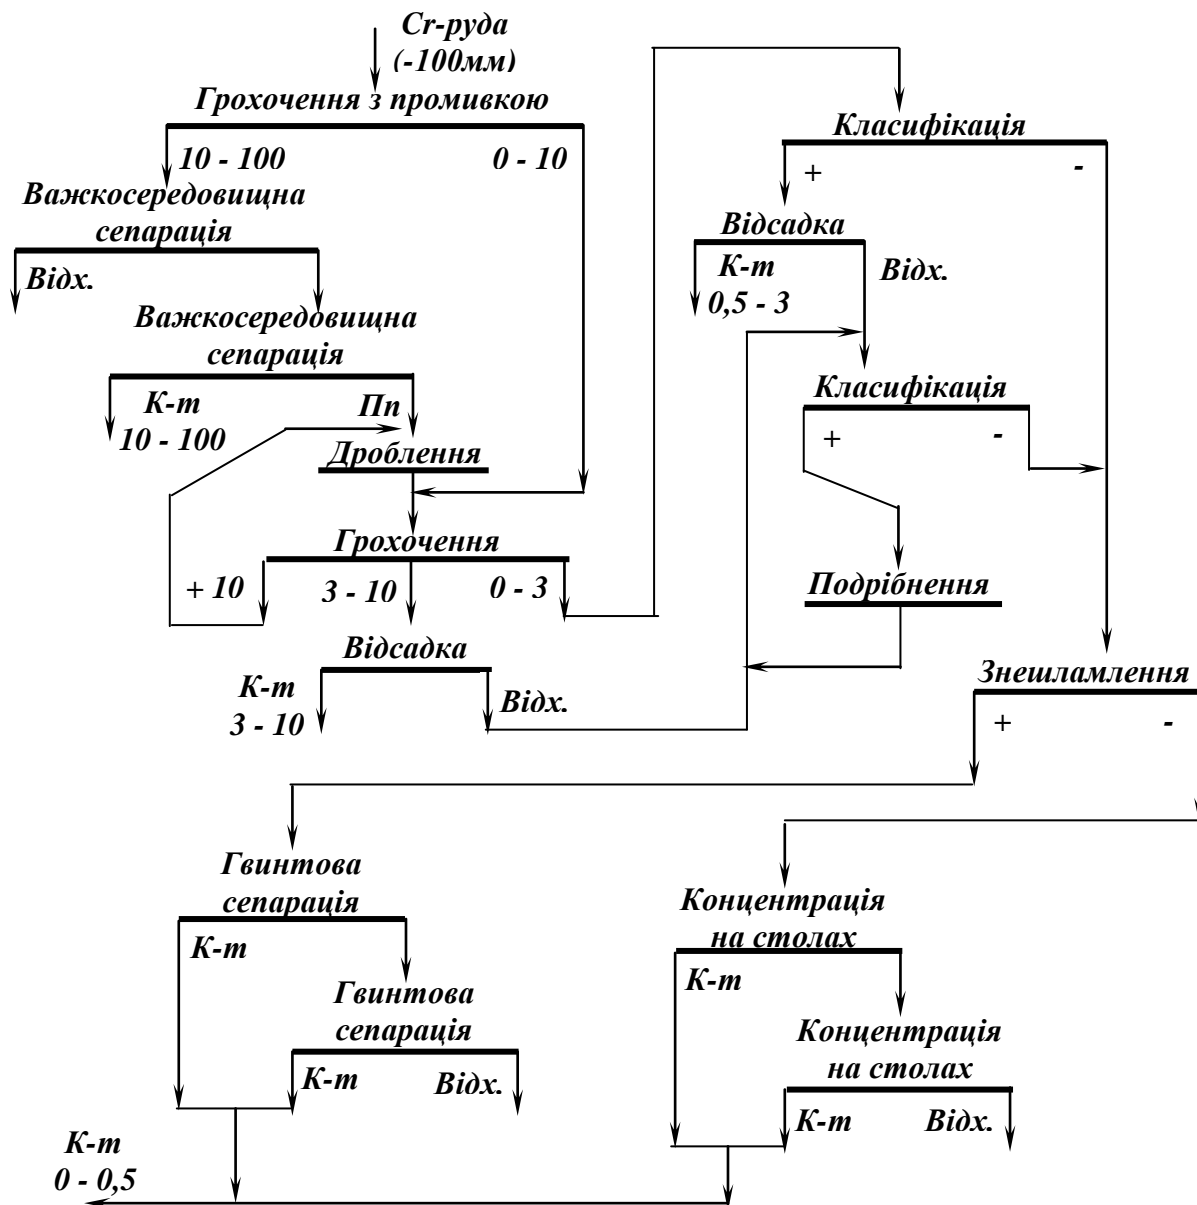 Cr-руда
(-100мм)
Грохочення з промивкою
10 - 100
0 - 10
Важкосередовищна
сепарація
Відх.
Важкосередовищна
сепарація
К-т
10 - 100
Пп
Дроблення
Грохочення
+ 10
3 - 10
0 - 3
Відсадка
К-т
3 - 10
Відх.
Класифікація
+
-
Відсадка
К-т
0,5 - 3
Відх.
Класифікація
+
-
Подрібнення
Знешламлення
+
-
Гвинтова
сепарація
К-т
Гвинтова
сепарація
К-т
Відх.
Концентрація
на столах
К-т
Концентрація
на столах
К-т
Відх.
К-т
0 - 0,5